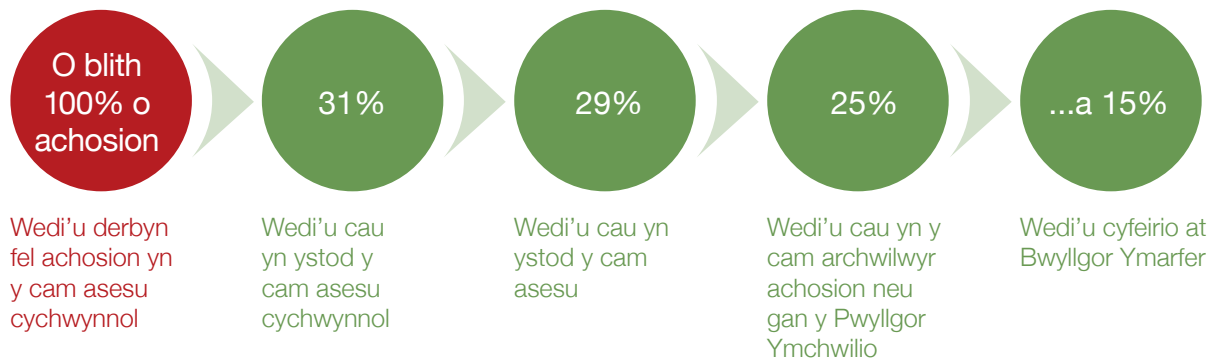 O blith
100% o
achosion
31%
29%
25%
...a 15%
Wedi’u derbyn
fel achosion yn
y cam asesu
cychwynnol
Wedi’u cau
yn ystod y
cam asesu
cychwynnol
Wedi’u cau yn
ystod y cam
asesu
Wedi’u cau yn y
cam archwilwyr
achosion neu
gan y Pwyllgor
Ymchwilio
Wedi’u cyfeirio at
Bwyllgor Ymarfer